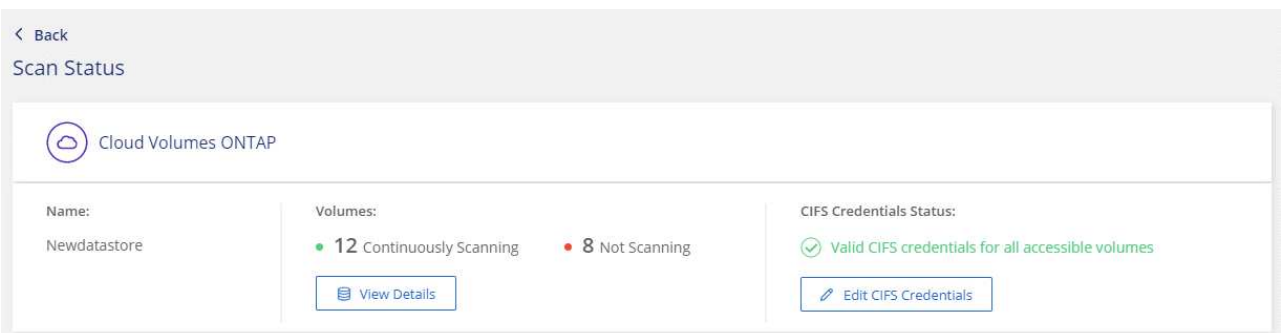 Back
Scan Status
Cloud Volumes ONTAP
Name:
Newdatastore
Volumes:
12 Continuously Scanning
8 Not Scanning
View Details
CIFS Credentials Status:
Valid CIFS credentials for all accessible volumes
Edit CIFS Credentials